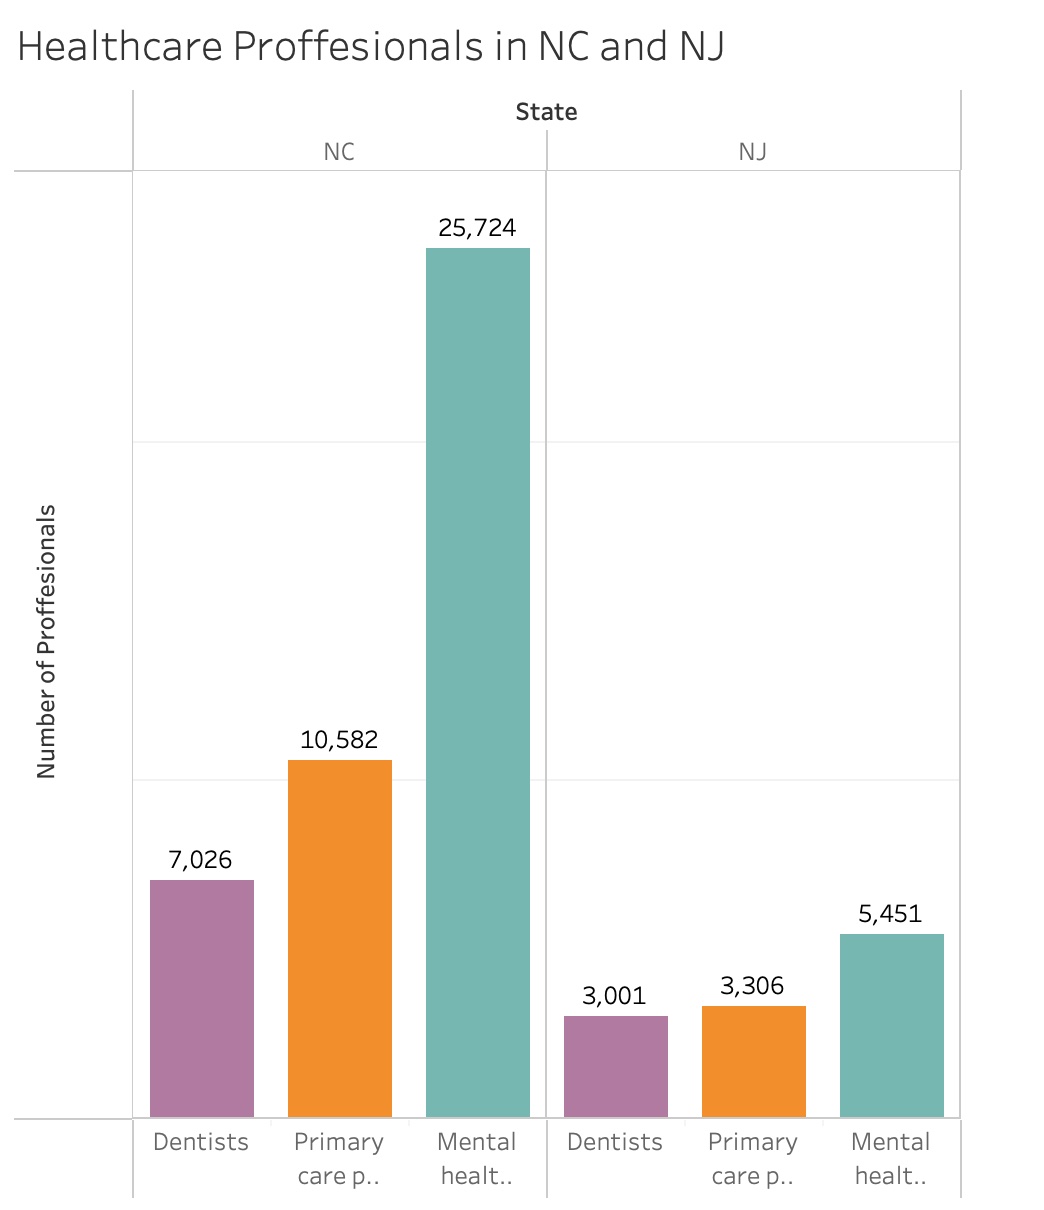 Healthcare Proffesionals in NC and NJ
State
NC
NJ
Number of Proffesionals
25,724
10,582
7,026
5,451
3,306
3,001
Dentists
Primary
care p..
Mental
healt..
Dentists
Primary
care p..
Mental
healt..